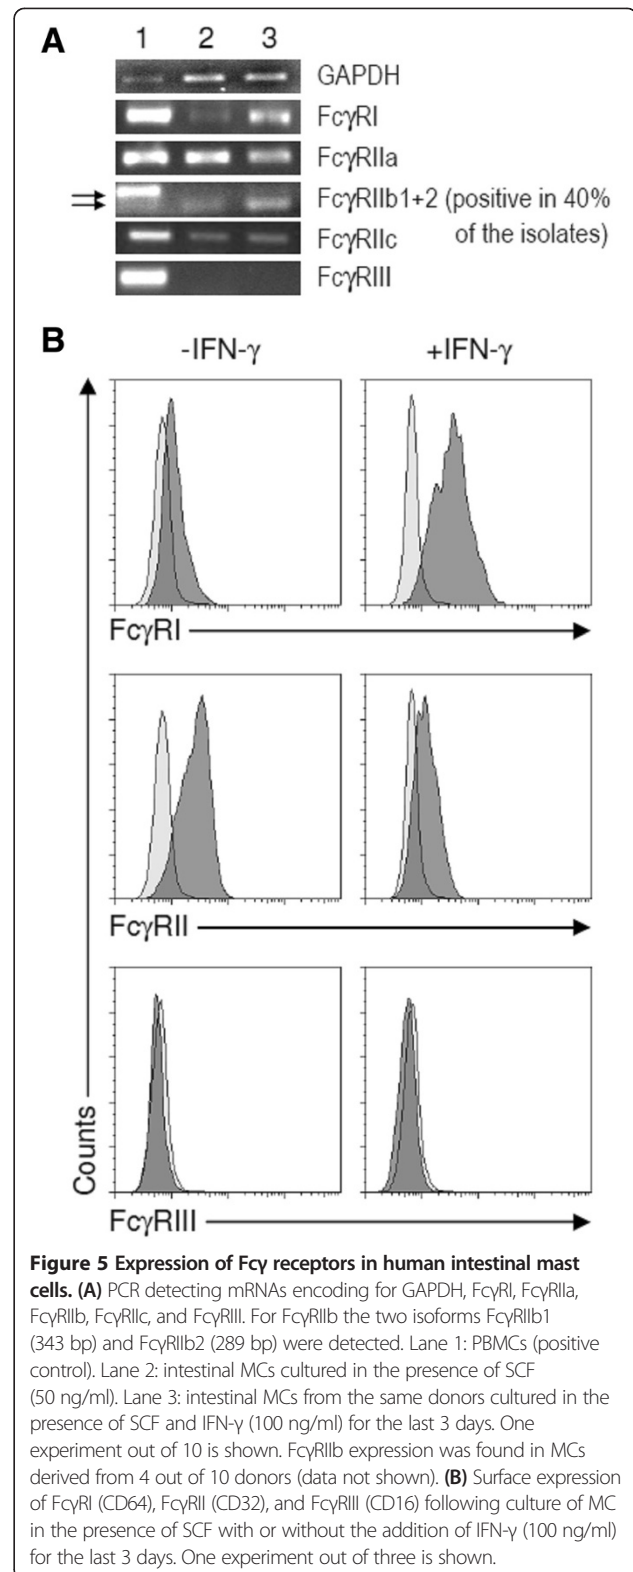 A
1 2 3
GAPDH
FcγRI
FcγRIIa
FcγRIIb1+2 (positive in 40%
of the isolates)
FcγRIIc
FcγRIII
B
-IFN-γ +IFN-γ
FcγRI
FcγRII
Counts
FcγRIII
Figure 5 Expression of Fcγ receptors in human intestinal mast
cells. (A) PCR detecting mRNAs encoding for GAPDH, FcγRI, FcγRIIa,
FcγRIIb, FcγRIIc, and FcγRIII. For FcγRIIb the two isoforms FcγRIIb1
(343 bp) and FcγRIIb2 (289 bp) were detected. Lane 1: PBMCs (positive
control). Lane 2: intestinal MCs cultured in the presence of SCF
(50 ng/ml). Lane 3: intestinal MCs from the same donors cultured in the
presence of SCF and IFN-γ (100 ng/ml) for the last 3 days. One
experiment out of 10 is shown. FcγRIIb expression was found in MCs
derived from 4 out of 10 donors (data not shown). (B) Surface expression
of FcγRI (CD64), FcγRII (CD32), and FcγRIII (CD16) following culture of MC
in the presence of SCF with or without the addition of IFN-γ (100 ng/ml)
for the last 3 days. One experiment out of three is shown.